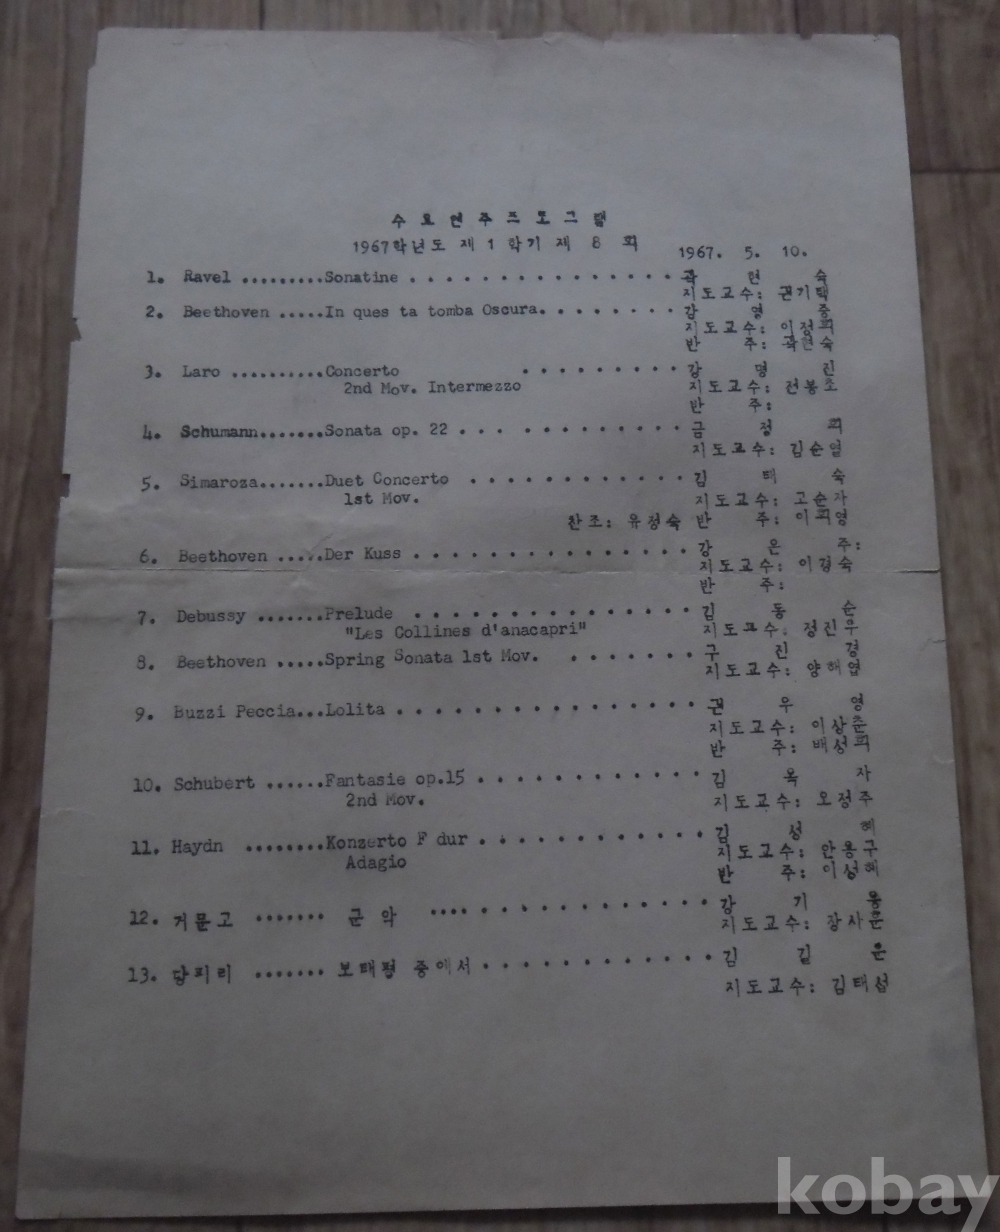 수요연주프로그램
1967학년도 제 1 학기 제 8 회 1967. 5. 10.
1. Ravel .........Sonatine . . . . . . . . . . . . . . . 곽 현 숙
지도교수: 권기택
2. Beethoven .....In ques ta tomba Oscura. . . . . . . . 강 영 중
지도교수: 이정희
반 주: 곽현숙
3. Laro ..........Concerto . . . . . . . . . 강 명 진
2nd Mov. Intermezzo 지도교수: 전봉초
반 주:
4. Schumann.......Sonata op. 22 . . . . . . . . . . . . 금 정 희
지도교수: 김순열
5. Simaroza.......Duet Concerto . . . . . . . . . . . . 김 태 숙
1st Mov. 지도교수: 고순자
찬조: 유정숙 반 주: 이희영
6. Beethoven .....Der Kuss . . . . . . . . . . . . . . . 강 은 주:
지도교수: 이경숙
반 주:
7. Debussy .......Prelude . . . . . . . . . . . . . . . 김 동 순
"Les Collines d'anacapri" 지도교수. 정진우
8. Beethoven .....Spring Sonata 1st Mov. . . . . . . . 구 진 경
지도교수: 양해엽
9. Buzzi Peccia...Lolita . . . . . . . . . . . . . . . . 권 우 영
지도교수: 이상춘
반 주: 배성희
10. Schubert ......Fantasie op.15 . . . . . . . . . . . . 김 옥 자
2nd Mov. 지도교수: 오정주
11. Haydn ........Konzerto F dur . . . . . . . . . . . . 김 성 혜
Adagio 지도교수: 안용구
반 주: 이성혜
12. 거문고 ....... 군 악 .... . . . . . . . . . . . . 강 기 웅
지도교수: 장사훈
13. 당피리 ....... 보태평 중에서 . . . . . . . . . . . . 김 길 운
지도교수: 김태섭
kobay